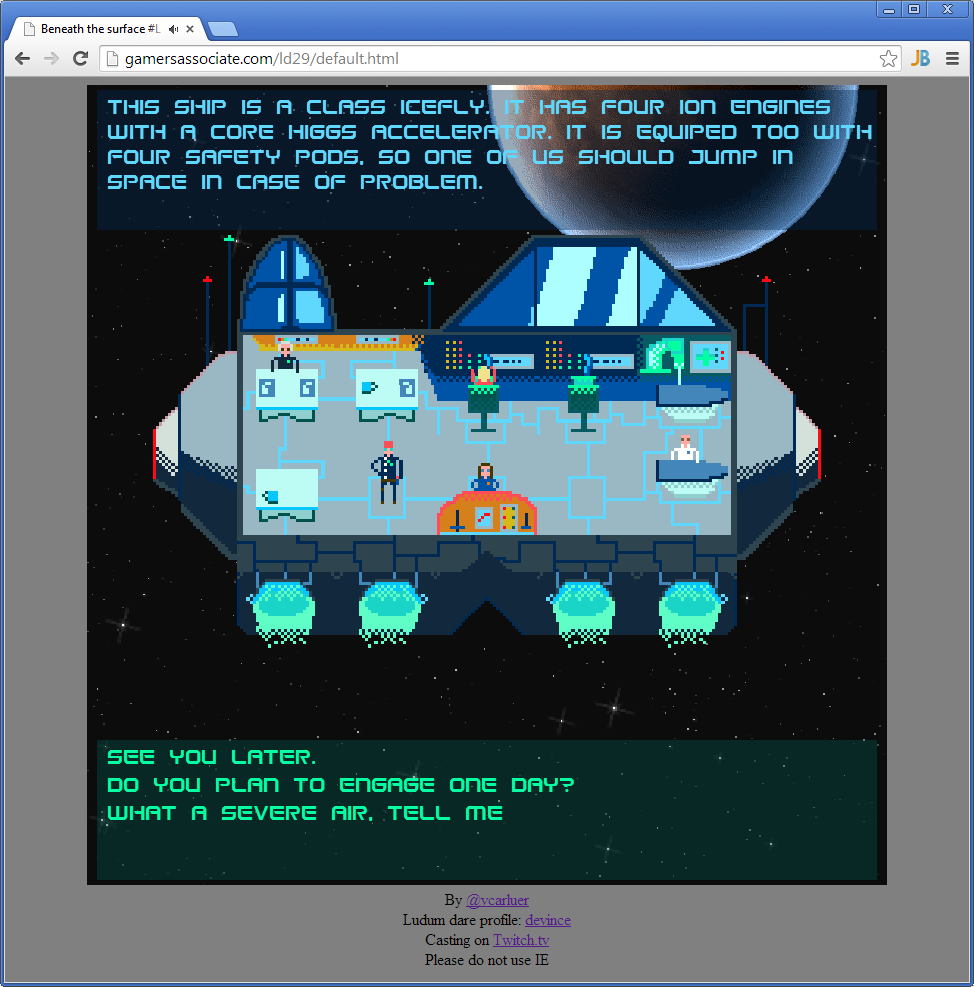 Beneath the surface #L
gamersassociate.com/ld29/default.html
JB
THIS SHIP IS A CLASS ICEFLY. IT HAS FOUR ION ENGINES
WITH A CORE HIGGS ACCELERATOR. IT IS EQUIPED TOO WITH
FOUR SAFETY PODS, SO ONE OF US SHOULD JUMP IN
SPACE IN CASE OF PROBLEM.
SEE YOU LATER.
DO YOU PLAN TO ENGAGE ONE DAY?
WHAT A SEVERE AIR, TELL ME
By @vcarluer
Ludum dare profile: devince
Casting on Twitch.tv
Please do not use IE